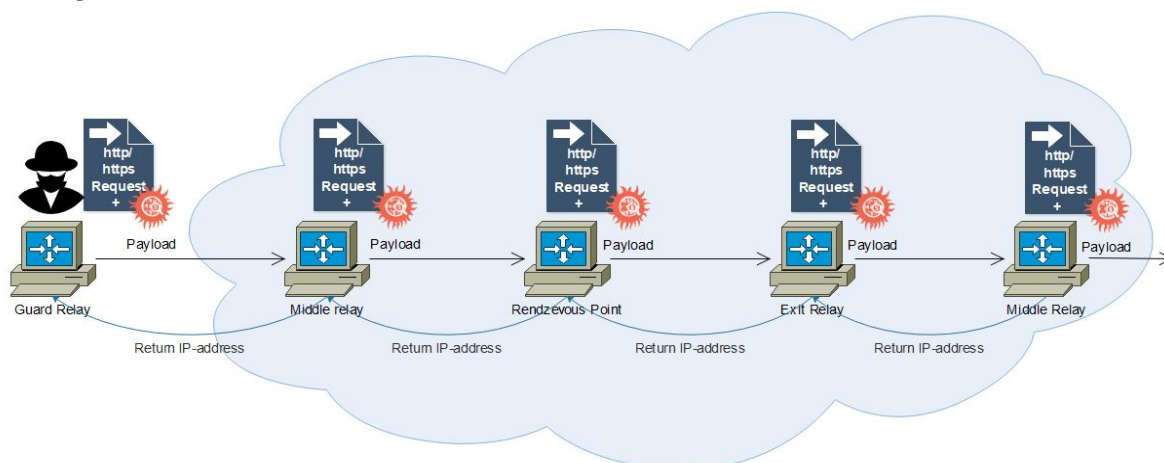 http/
https
Request
+
http/
https
Request
+
http/
https
Request
+
http/
https
Request
+
http/
https
Request
+
Payload
Payload
Payload
Payload
Payload
Guard Relay
Middle relay
Rendzevous Point
Exit Relay
Middle Relay
Return IP-address
Return IP-address
Return IP-address
Return IP-address